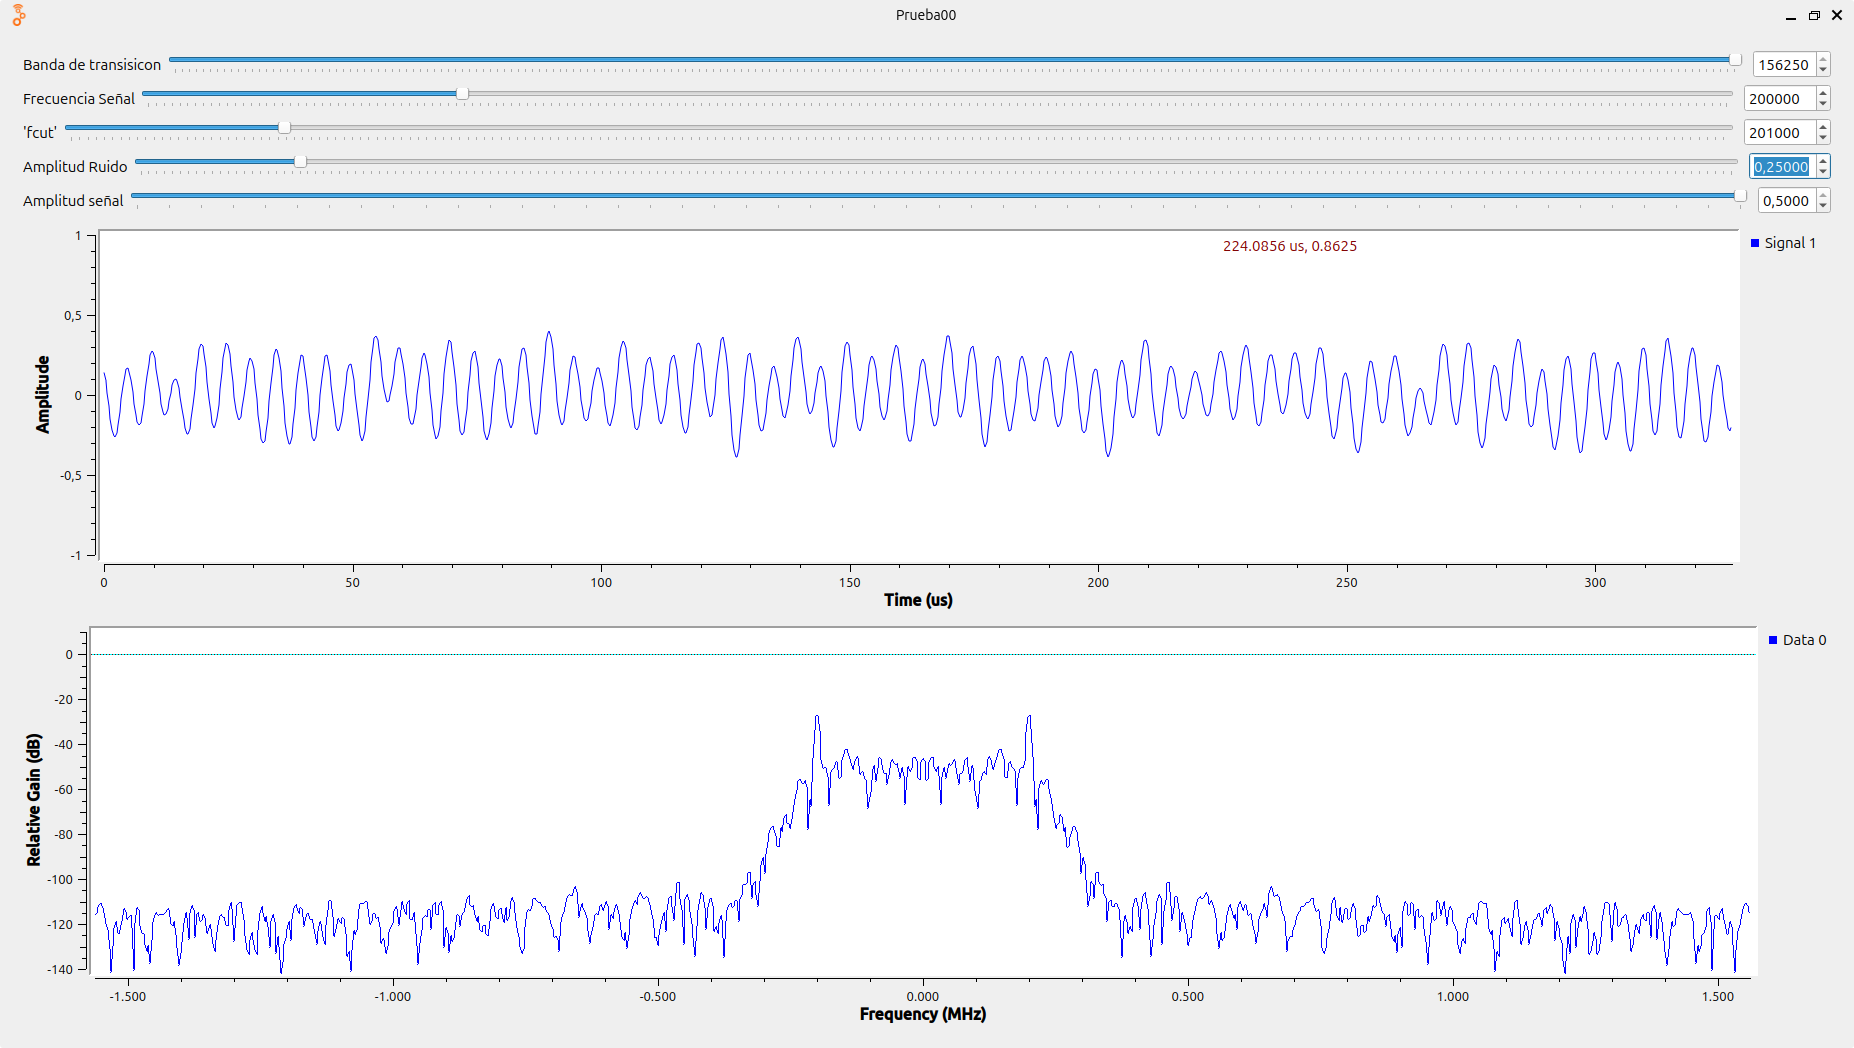 Prueba00
Banda de transisicon 156250
Frecuencia Señal 200000
'fcut' 201000
Amplitud Ruido 0,25000
Amplitud señal 0,5000
224.0856 us, 0.8625
Signal 1
Amplitude
1
0,5
0
-0,5
-1
0 50 100 150 200 250 300
Time (us)
Data 0
Relative Gain (dB)
0
-20
-40
-60
-80
-100
-120
-140
-1.500 -1.000 -0.500 0.000 0.500 1.000 1.500
Frequency (MHz)